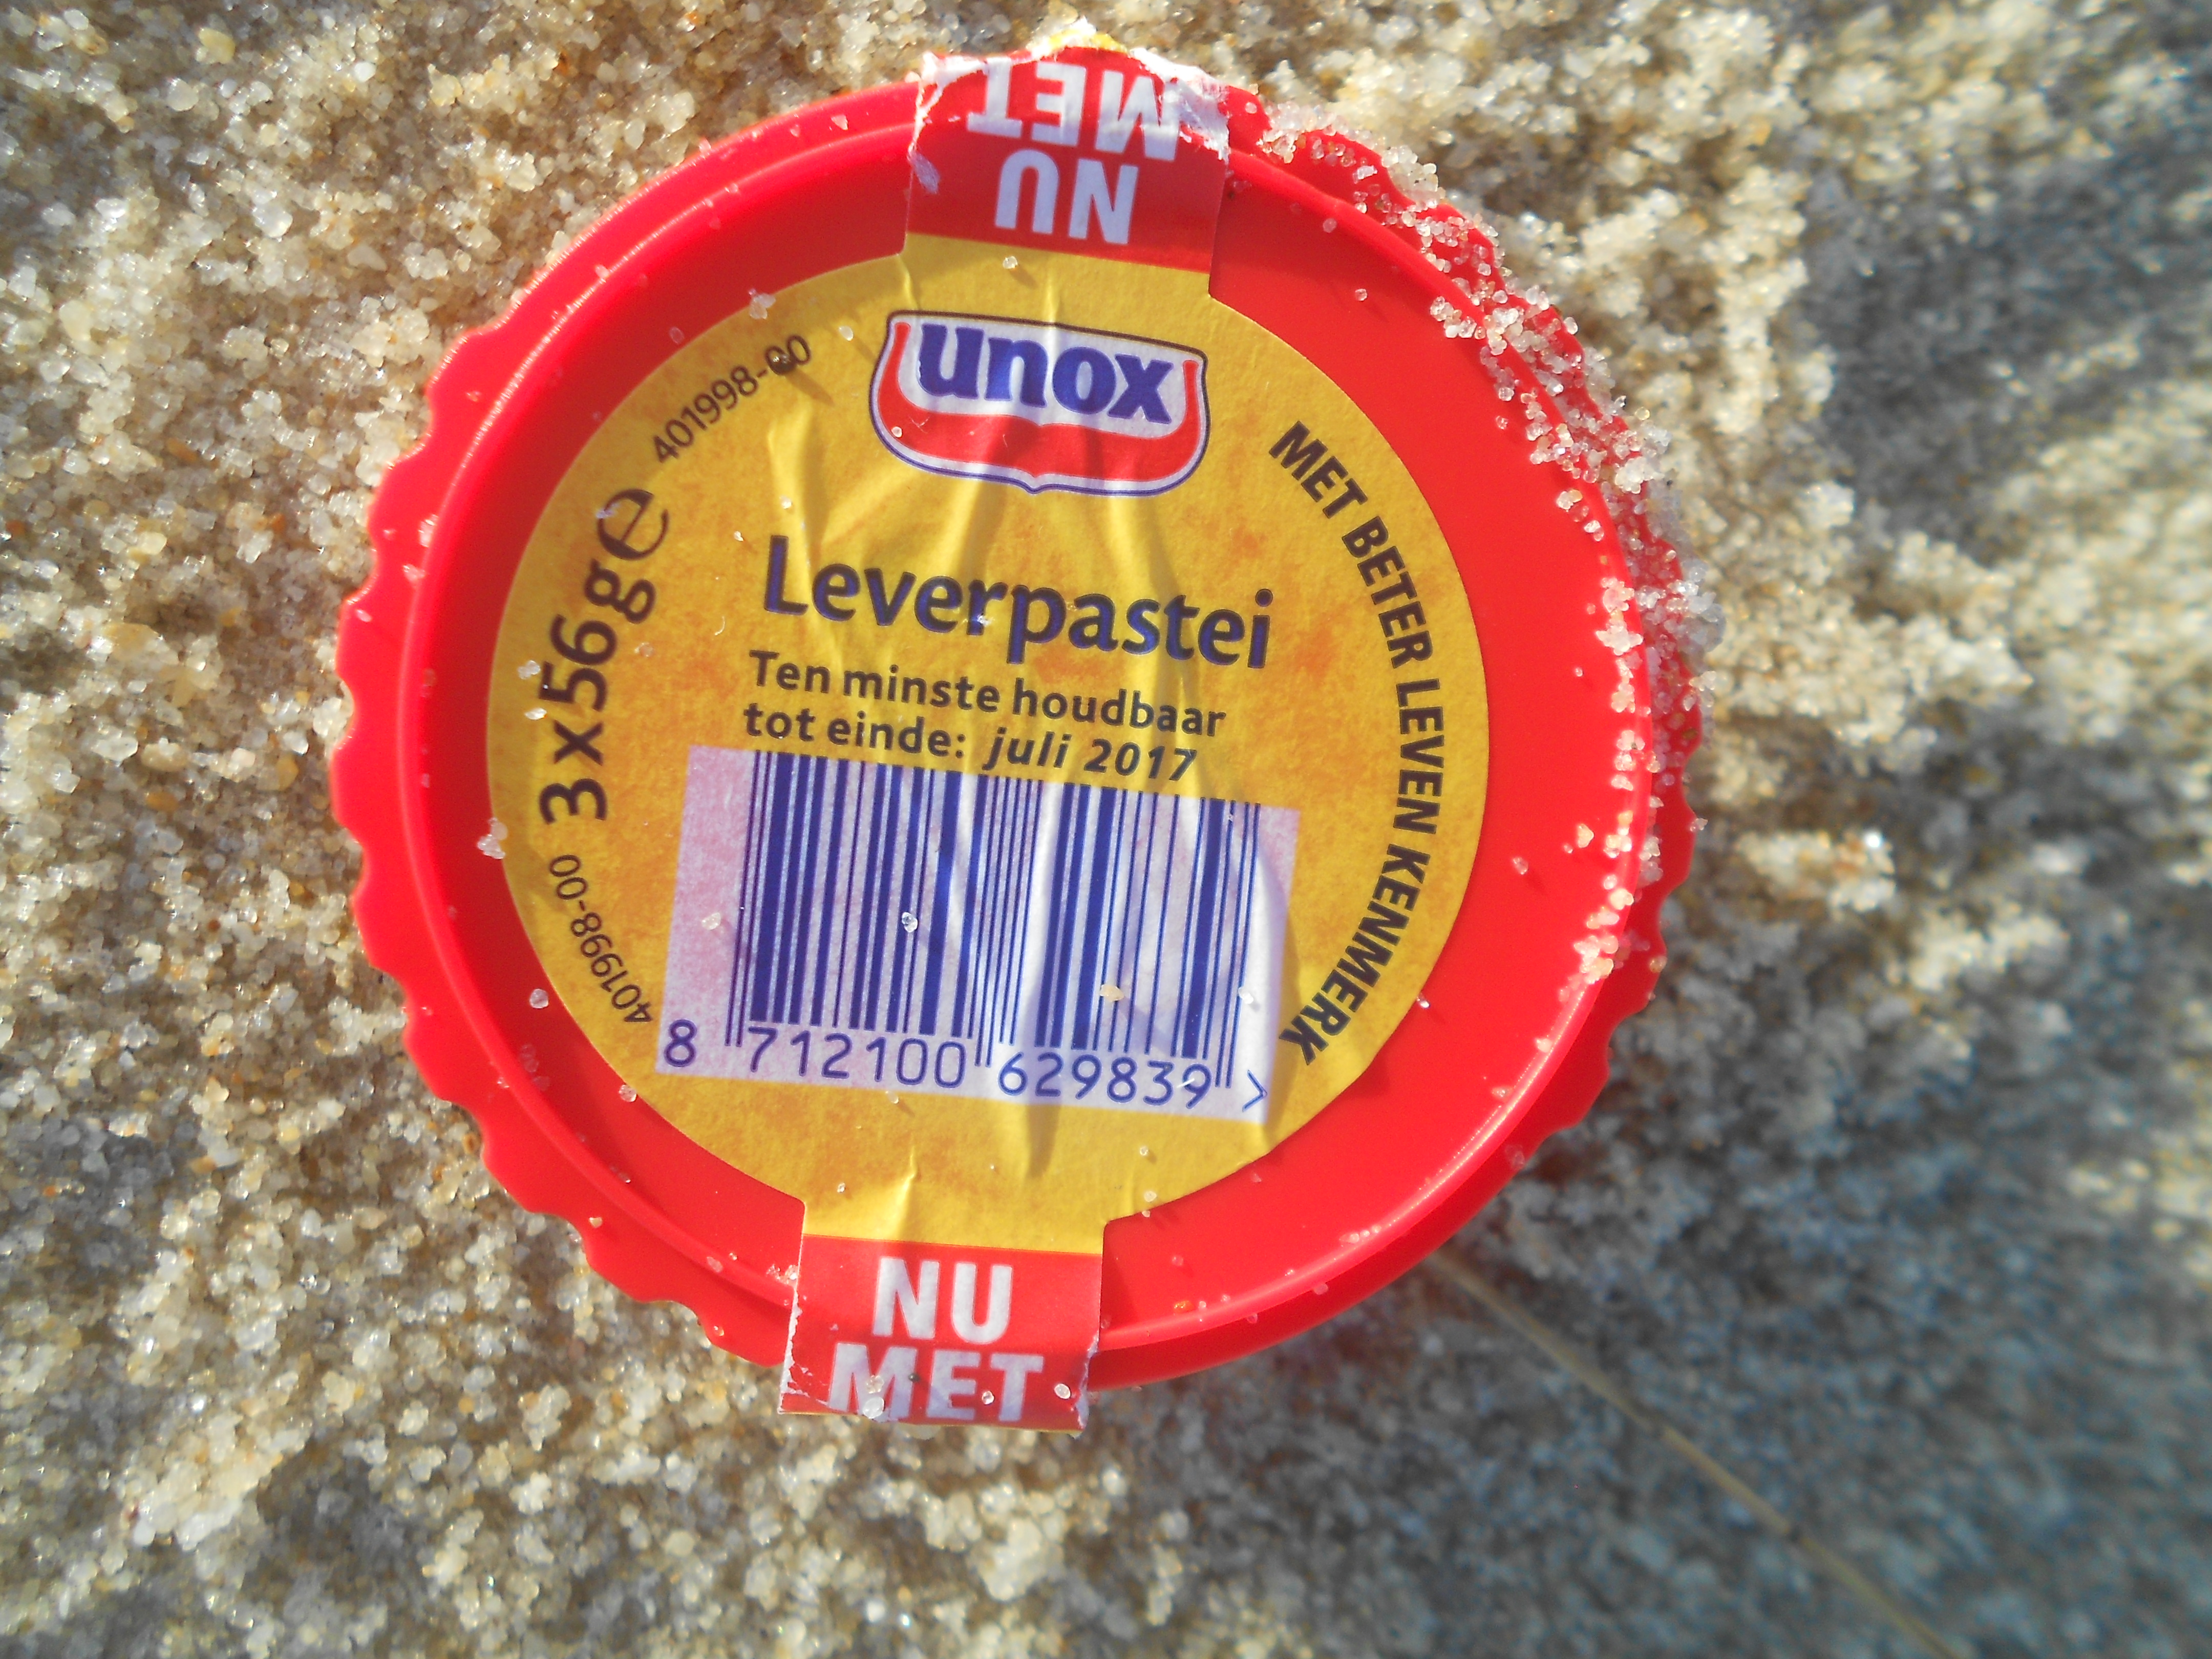 NU
MET
unox
401998-00
3x56g℮
401998-00
MET BETER LEVEN KENMERK
Leverpastei
Ten minste houdbaar
tot einde: juli 2017
8 712100 629839 >
NU
MET